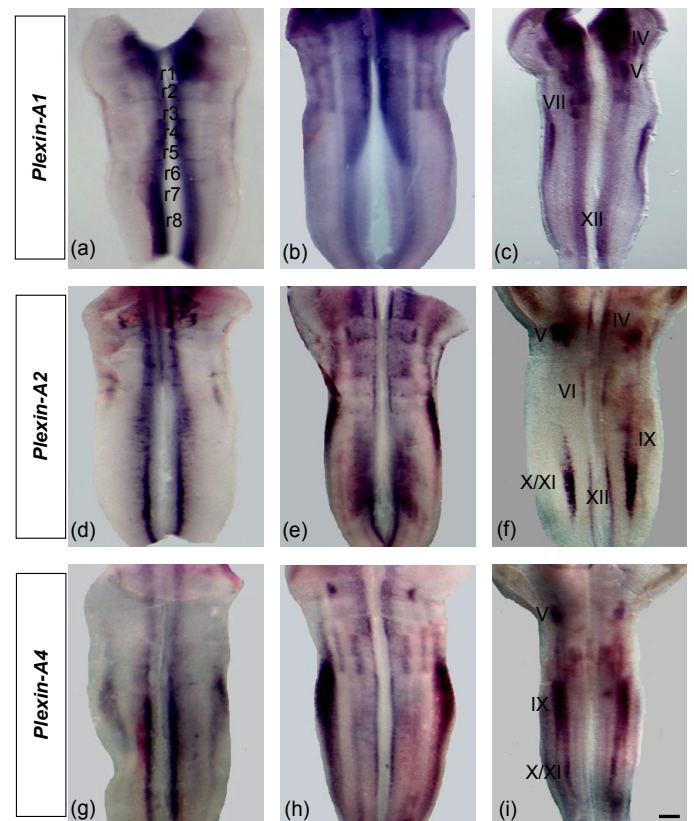 Plexin-A1
r1
r2
r3
r4
r5
r6
r7
r8
(a)
(b)
IV
V
VII
XII
(c)
Plexin-A2
(d)
(e)
IV
V
VI
IX
X/XI
XII
(f)
Plexin-A4
(g)
(h)
V
IX
X/XI
(i)